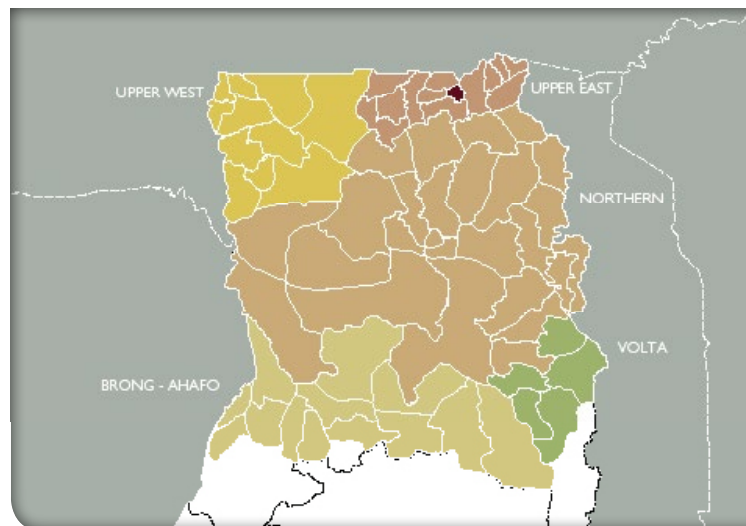 UPPER WEST
UPPER EAST
NORTHERN
VOLTA
BRONG - AHAFO